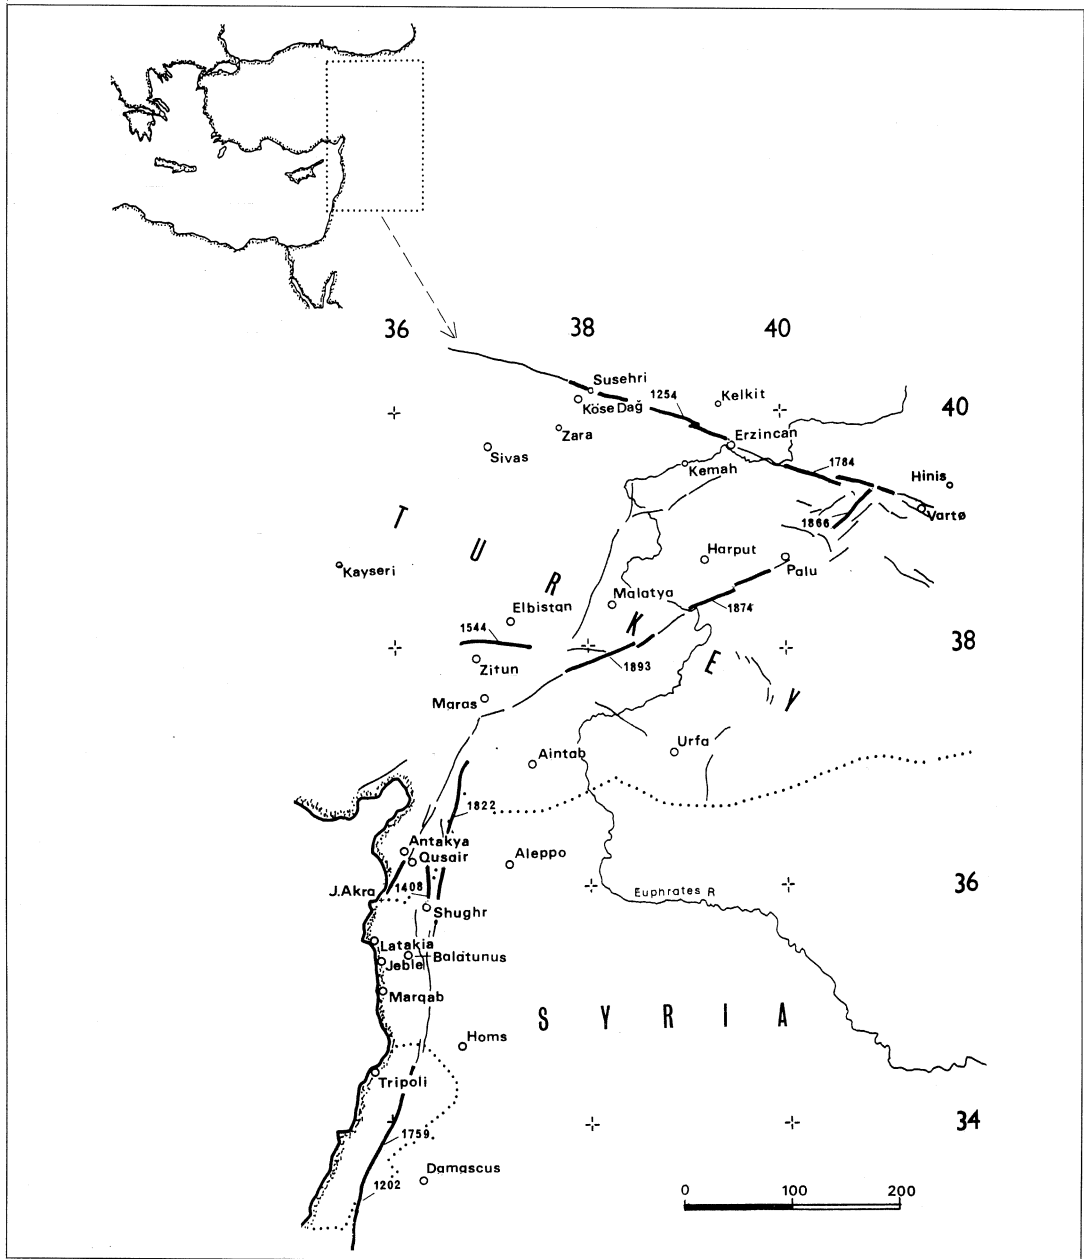 36 38 40
Susehri
Kelkit
1254
40
Köse Dağ
Zara
Erzincan
Sivas
1784
Kemah
Hinis
Vartø
1866
T U R K E Y
Harput
Kayseri
Palu
Malatya
Elbistan
1874
1544
38
Zitun
1893
Maras
Urfa
Aintab
1822
Antakya
Qusair
Aleppo
36
J.Akra
1408
Euphrates R
Shughr
Latakia
Balatunus
Jeble
Marqab
S Y R I A
Homs
Tripoli
34
1759
Damascus
1202
0 100 200